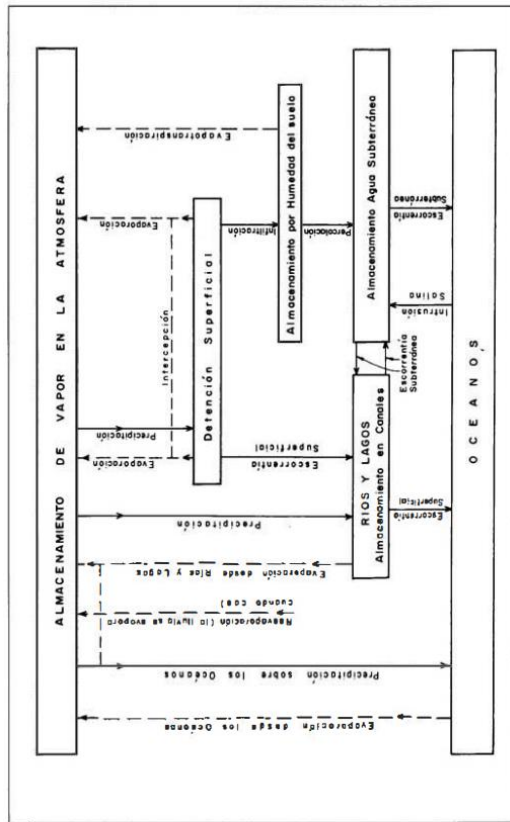 ALMACENAMIENTO DE VAPOR EN LA ATMOSFERA
Evaporación desde los Océanos
Precipitación sobre los Océanos
Reevaporación (la lluvia se evapora
cuando cae)
Evaporación desde Ríos y Lagos
Precipitación
Evaporación
Precipitación
Intercepción
Evaporación
Evapotranspiración
Detención Superficial
Escorrentía
Superficial
Infiltración
Almacenamiento por Humedad del suelo
Percolación
RIOS Y LAGOS
Almacenamiento en Canales
Escorrentía
Subterránea
Almacenamiento Agua Subterránea
Escorrentía
Superficial
Intrusión
Salina
Escorrentía
Subterránea
OCEANOS